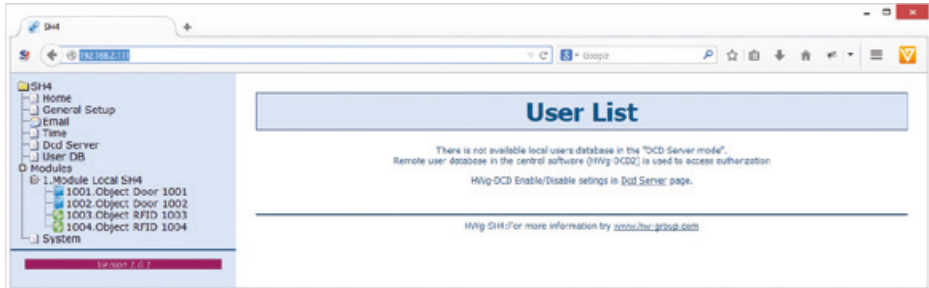 SH4
192.168.2.111
Google
SH4
Home
General Setup
Email
Time
Dcd Server
User DB
Modules
1.Module Local SH4
1001.Object Door 1001
1002.Object Door 1002
1003.Object RFID 1003
1004.Object RFID 1004
System
Version
User List
There is not available local users database in the "DCD Server mode".
Remote user database in the central software (HWg-DCD2) is used to access authorization
HWg-DCD Enable/Disable setings in Dcd Server page.
HWg-SH4:For more information by www.hw-group.com